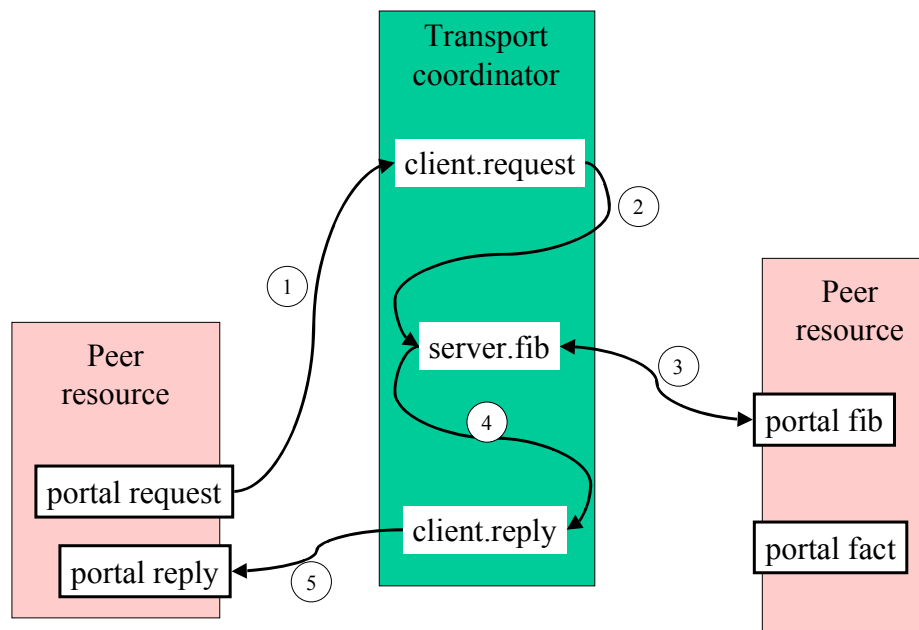 Transport
coordinator
client.request
2
1
Peer
resource
Peer
resource
server.fib
3
portal fib
4
portal request
client.reply
portal fact
portal reply
5